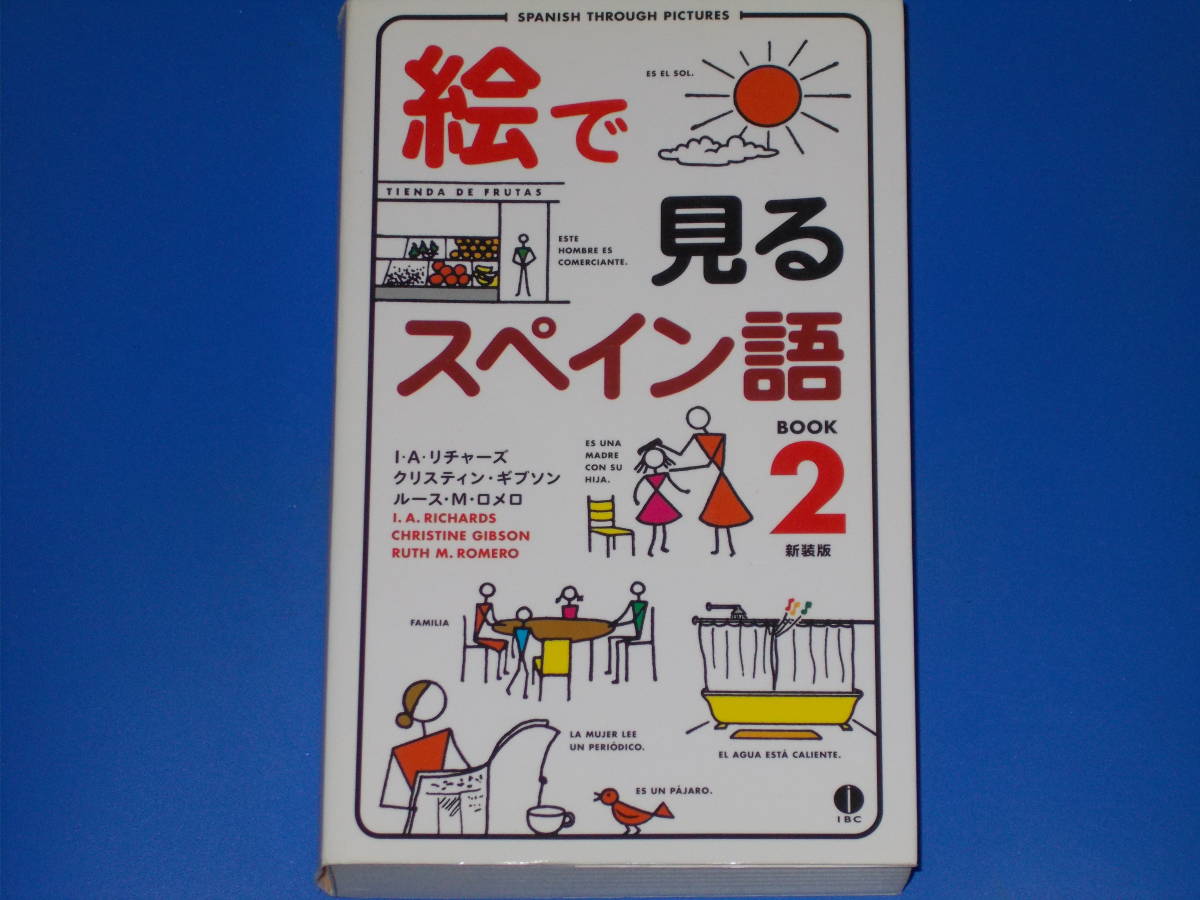 SPANISH THROUGH PICTURES
絵で
ES EL SOL.
TIENDA DE FRUTAS
ESTE
HOMBRE ES
COMERCIANTE.
見る
スペイン語
BOOK
2
新装版
I・A・リチャーズ
クリスティン・ギブソン
ルース・M・ロメロ
I. A. RICHARDS
CHRISTINE GIBSON
RUTH M. ROMERO
ES UNA
MADRE
CON SU
HIJA.
FAMILIA
LA MUJER LEE
UN PERIÓDICO.
EL AGUA ESTÁ CALIENTE.
ES UN PÁJARO.
IBC